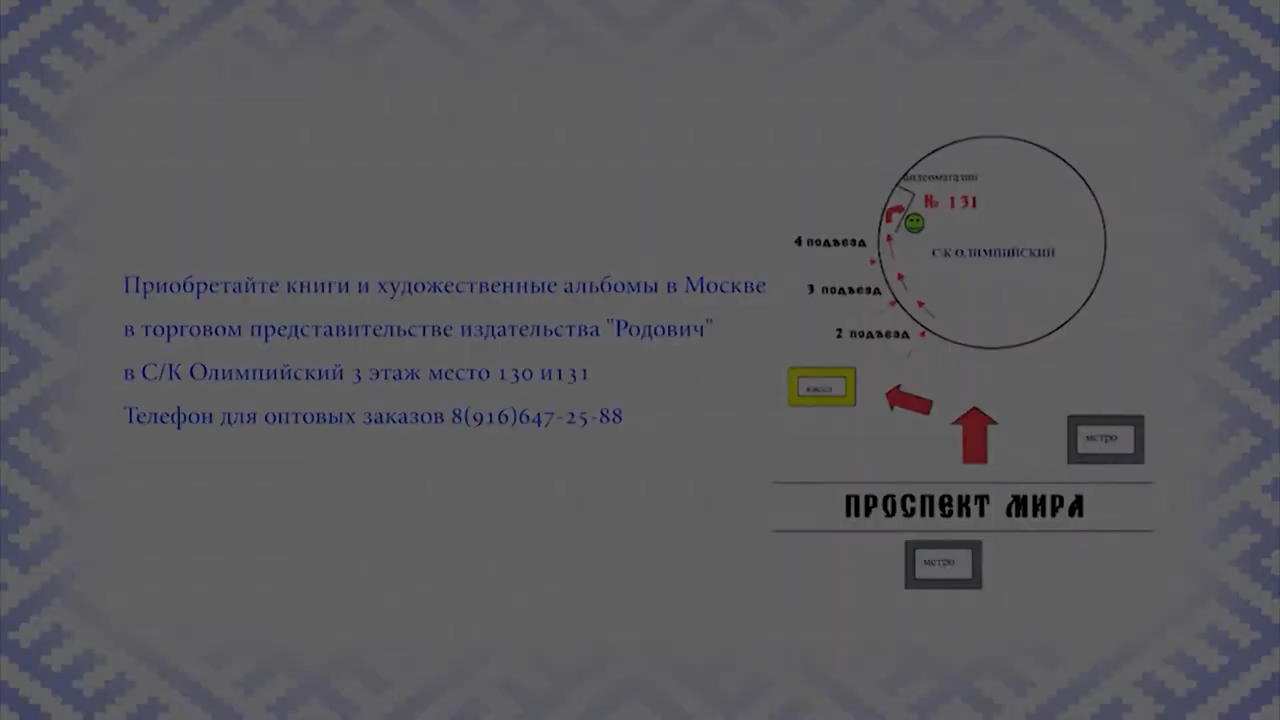 Приобретайте книги и художественные альбомы в Москве
в торговом представительстве издательства "Родович"
в С/К Олимпийский 3 этаж место 130 и131
Телефон для оптовых заказов 8(916)647-25-88
видеомагазин
№ 131
С/К ОЛИМПИЙСКИЙ
4 подъезд
3 подъезд
2 подъезд
касса
метро
ПРОСПЕКТ МИРА
метро